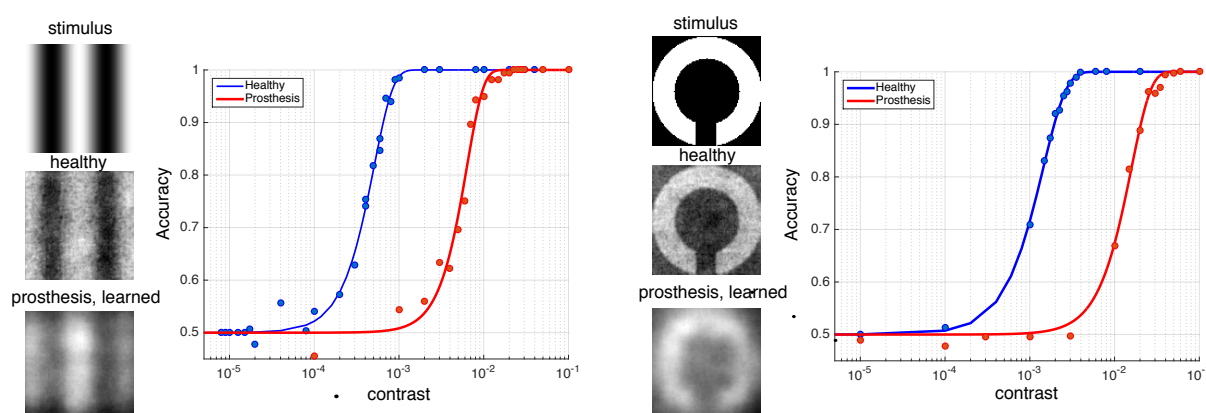 stimulus
healthy
prosthesis, learned
Healthy
Prosthesis
1
0.9
0.8
0.7
0.6
0.5
Accuracy
10^-5
10^-4
10^-3
10^-2
10^-1
contrast
stimulus
healthy
prosthesis, learned
Healthy
Prosthesis
1
0.9
0.8
0.7
0.6
0.5
Accuracy
10^-5
10^-4
10^-3
10^-2
10^-1
contrast